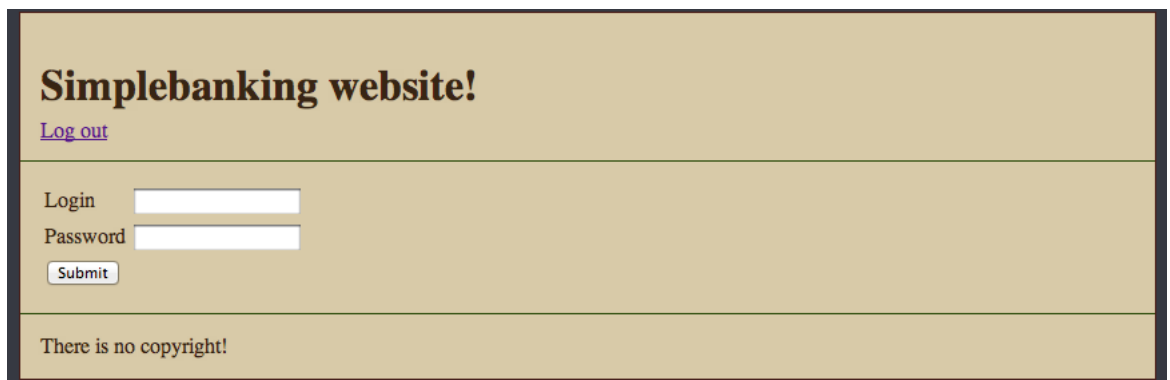 Simplebanking website!
Log out
Login
Password
Submit
There is no copyright!